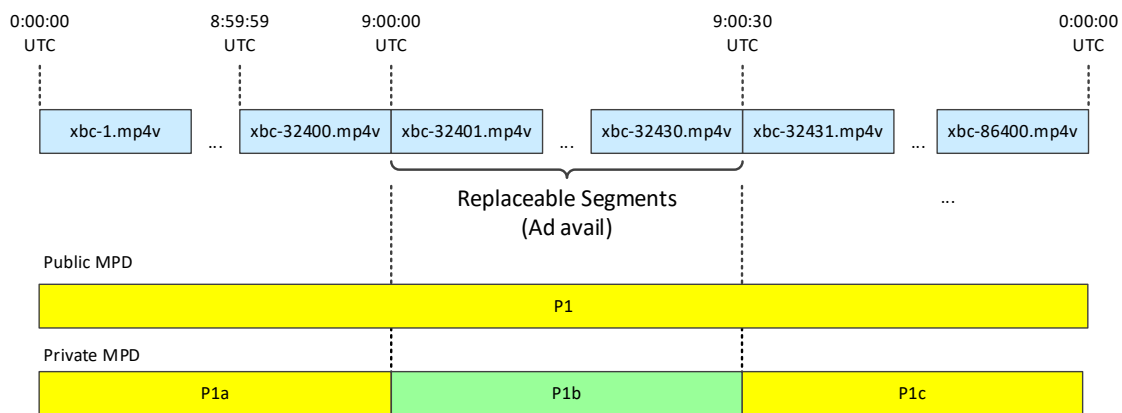 0:00:00 8:59:59 9:00:00 9:00:30 0:00:00
UTC UTC UTC UTC UTC
xbc-1.mp4v ... xbc-32400.mp4v xbc-32401.mp4v ... xbc-32430.mp4v xbc-32431.mp4v ... xbc-86400.mp4v
Replaceable Segments ...
(Ad avail)
Public MPD
P1
Private MPD
P1a P1b P1c